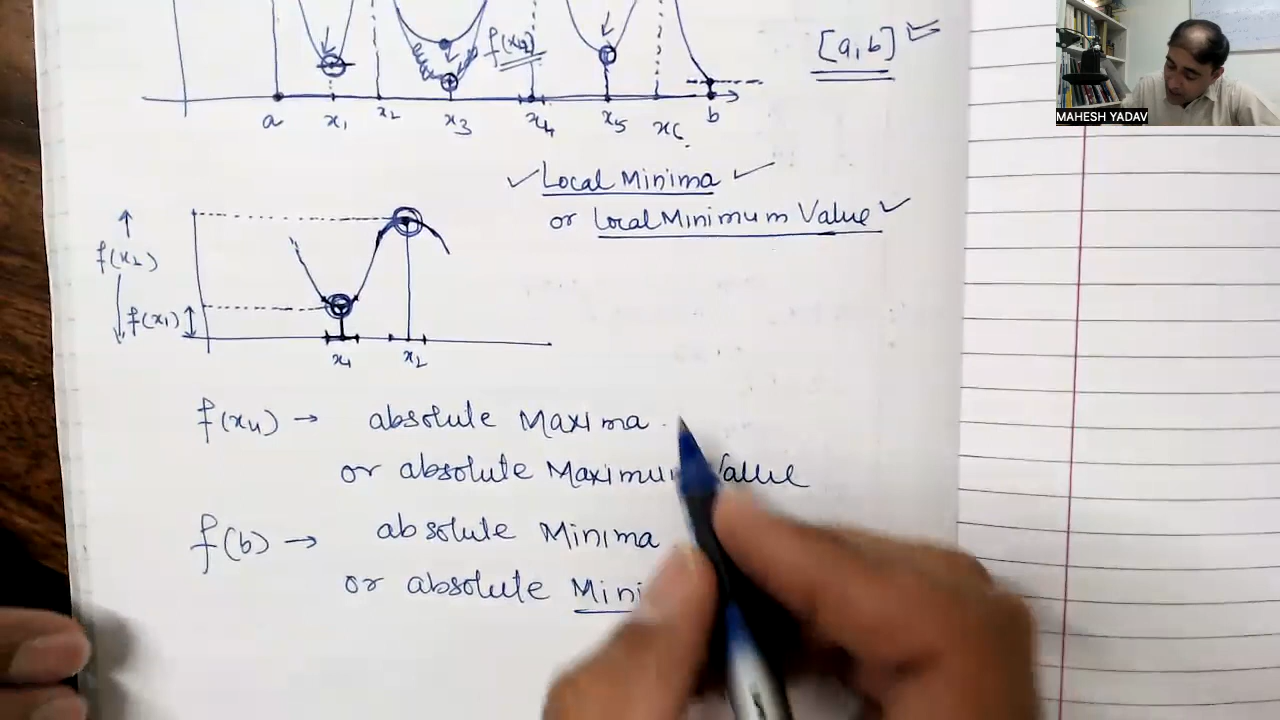 f(x4)
[a,b]
a x1 x2 x3 x4 x5 x6 b
MAHESH YADAV
Local Minima
or Local Minimum Value
f(x2)
f(x1)
x1 x2
f(x4) → absolute Maxima
or absolute Maximum Value
f(b) → absolute Minima
or absolute Mini